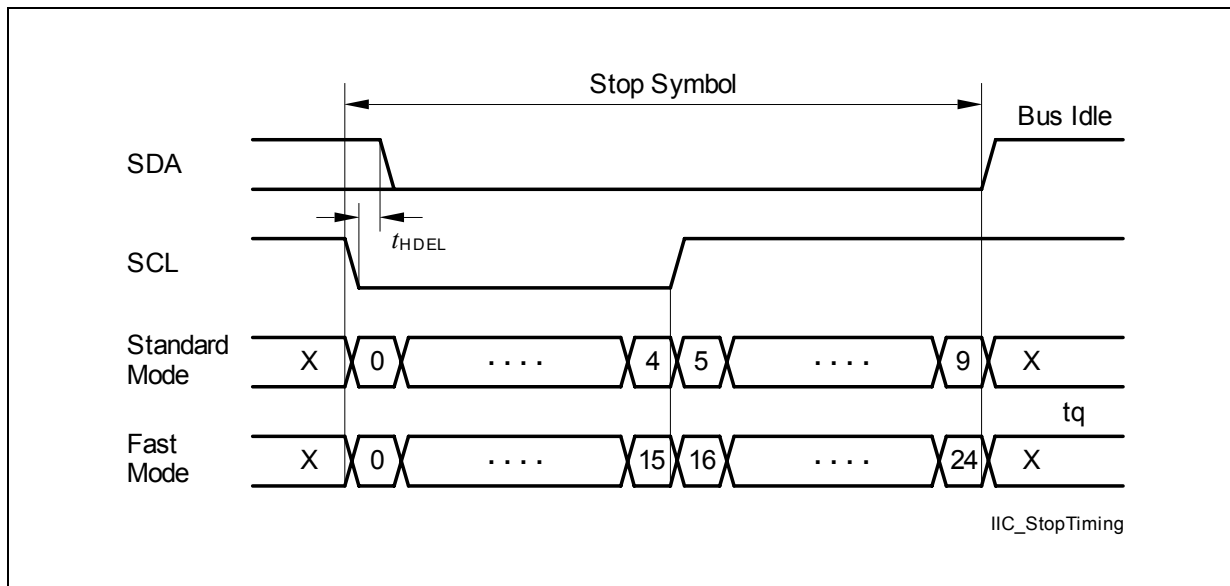 Stop Symbol
Bus Idle
SDA
tHDEL
SCL
Standard Mode X 0 . . . . 4 5 . . . . 9 X
tq
Fast Mode X 0 . . . . 15 16 . . . . 24 X
IIC_StopTiming